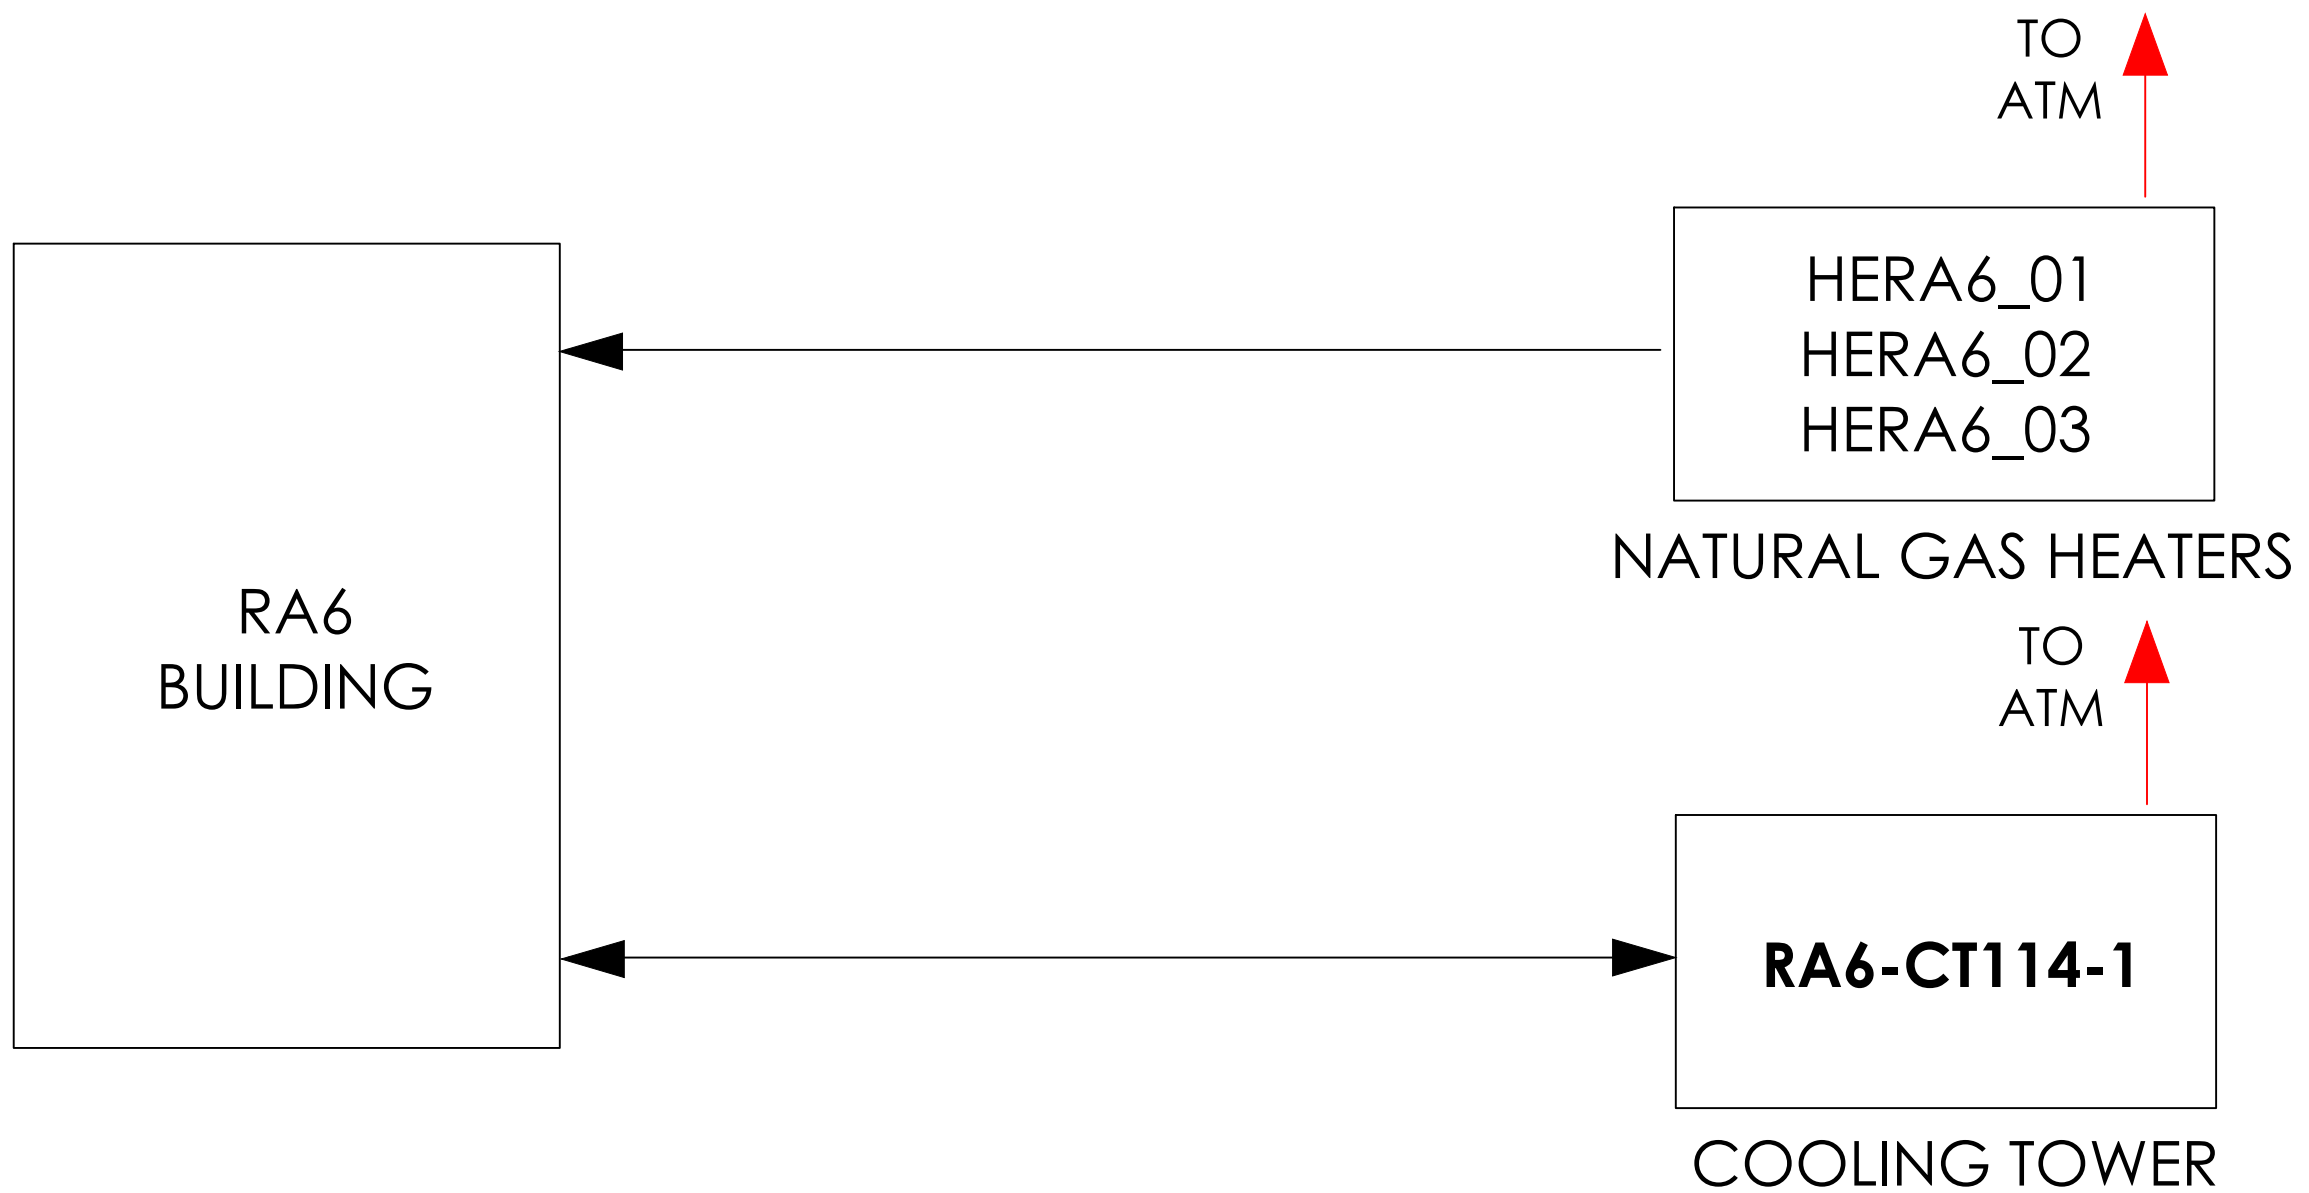 TO
ATM
HERA6_01
HERA6_02
HERA6_03
NATURAL GAS HEATERS
RA6
BUILDING
TO
ATM
RA6-CT114-1
COOLING TOWER